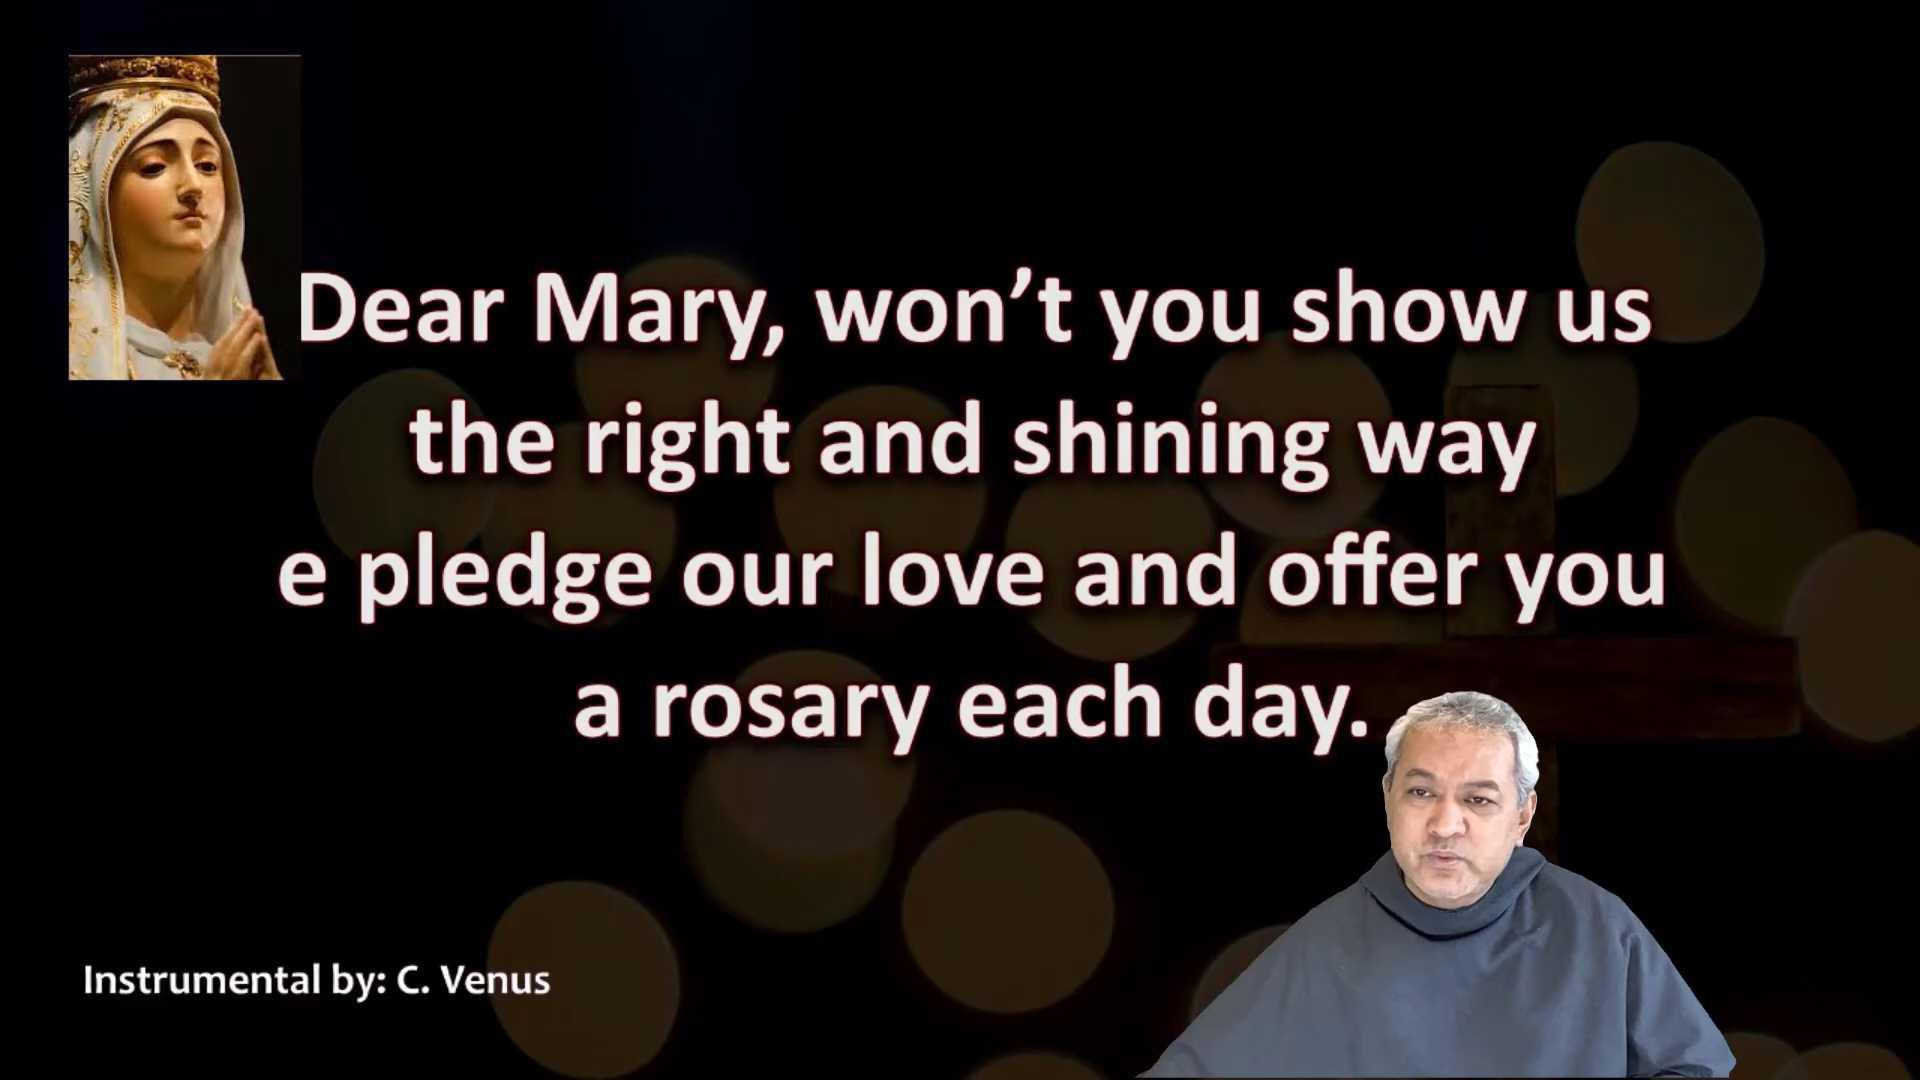 Dear Mary, won’t you show us
the right and shining way
e pledge our love and offer you
a rosary each day.
Instrumental by: C. Venus